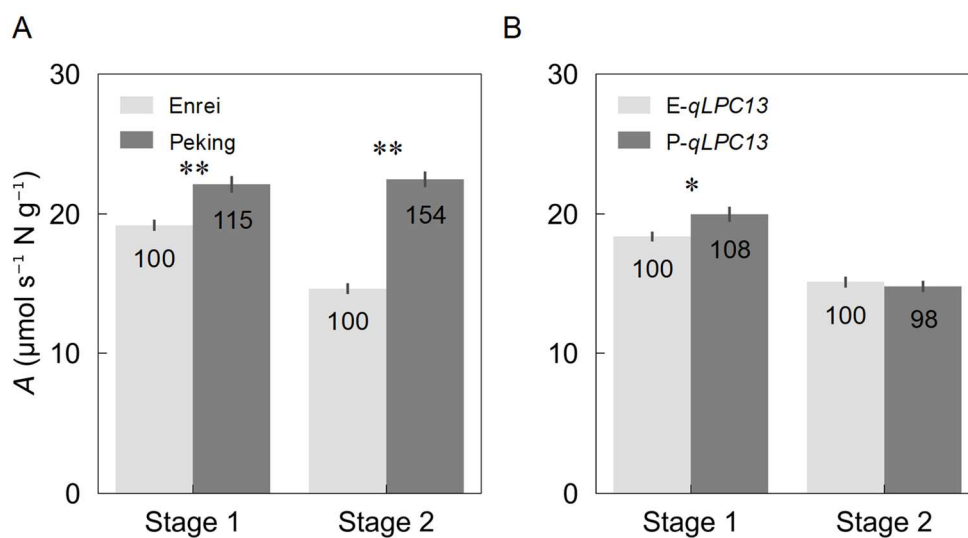 A
B
A (µmol s⁻¹ N g⁻¹)
30
20
10
0
Enrei
Peking
**
**
100
115
100
154
Stage 1
Stage 2
30
20
10
0
E-qLPC13
P-qLPC13
*
100
108
100
98
Stage 1
Stage 2